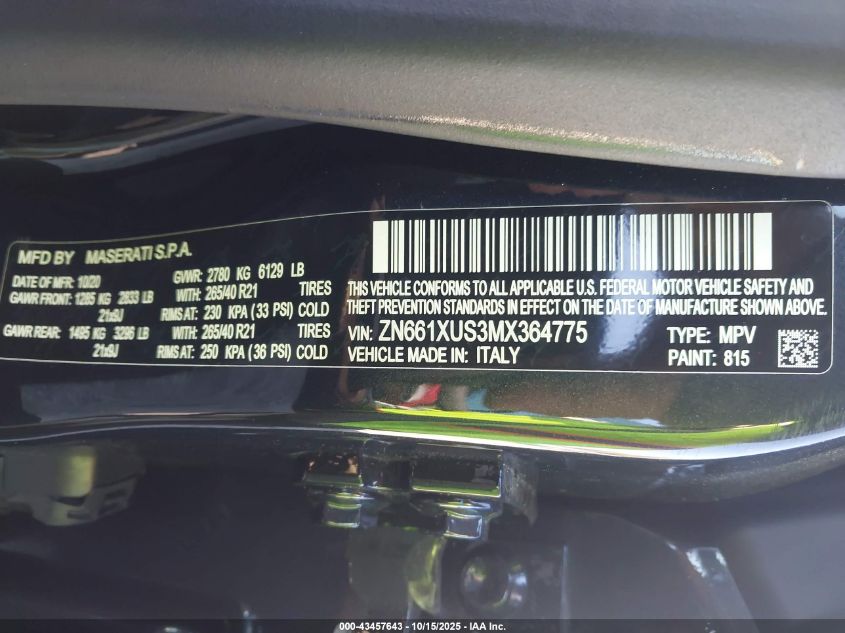 MFD BY MASERATI S.P.A.
DATE OF MFR: 10/20 GVWR: 2780 KG 6129 LB
GAWR FRONT: 1285 KG 2833 LB WITH: 265/40 R21 TIRES
21x9J RIMS AT: 230 KPA (33 PSI) COLD
GAWR REAR: 1495 KG 3296 LB WITH: 265/40 R21 TIRES
21x9J RIMS AT: 250 KPA (36 PSI) COLD
THIS VEHICLE CONFORMS TO ALL APPLICABLE U.S. FEDERAL MOTOR VEHICLE SAFETY AND
THEFT PREVENTION STANDARDS IN EFFECT ON THE DATE OF MANUFACTURE SHOWN ABOVE.
VIN: ZN661XUS3MX364775 TYPE: MPV
VEHICLE MADE IN: ITALY PAINT: 815
000-43457643 - 10/15/2025 - IAA Inc.